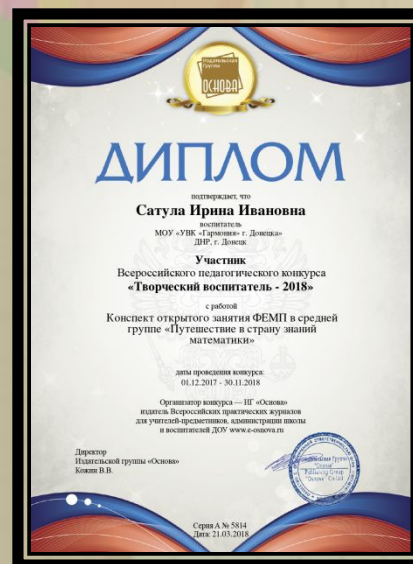 Издательская
Группа
ОСНОВА
ДИПЛОМ
подтверждает, что
Сатула Ирина Ивановна
воспитатель
МОУ «УВК «Гармония» г. Донецка»
ДНР, г. Донецк
Участник
Всероссийского педагогического конкурса
«Творческий воспитатель - 2018»
с работой
Конспект открытого занятия ФЕМП в средней
группе «Путешествие в страну знаний
математики»
даты проведения конкурса:
01.12.2017 - 30.11.2018
Организатор конкурса — ИГ «Основа»
издатель Всероссийских практических журналов
для учителей-предметников, администрации школы
и воспитателей ДОУ www.e-osnova.ru
Директор
Издательской группы «Основа»
Кожин В.В.
Publishing Group
Серия А № 5814
Дата: 21.03.2018